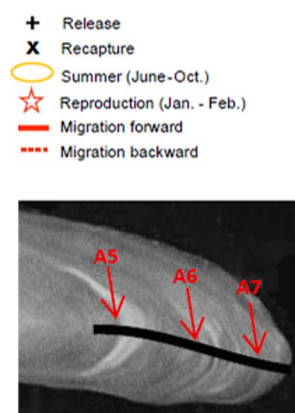 + Release
x Recapture
Summer (June-Oct.)
Reproduction (Jan. - Feb.)
Migration forward
Migration backward
A5
A6
A7